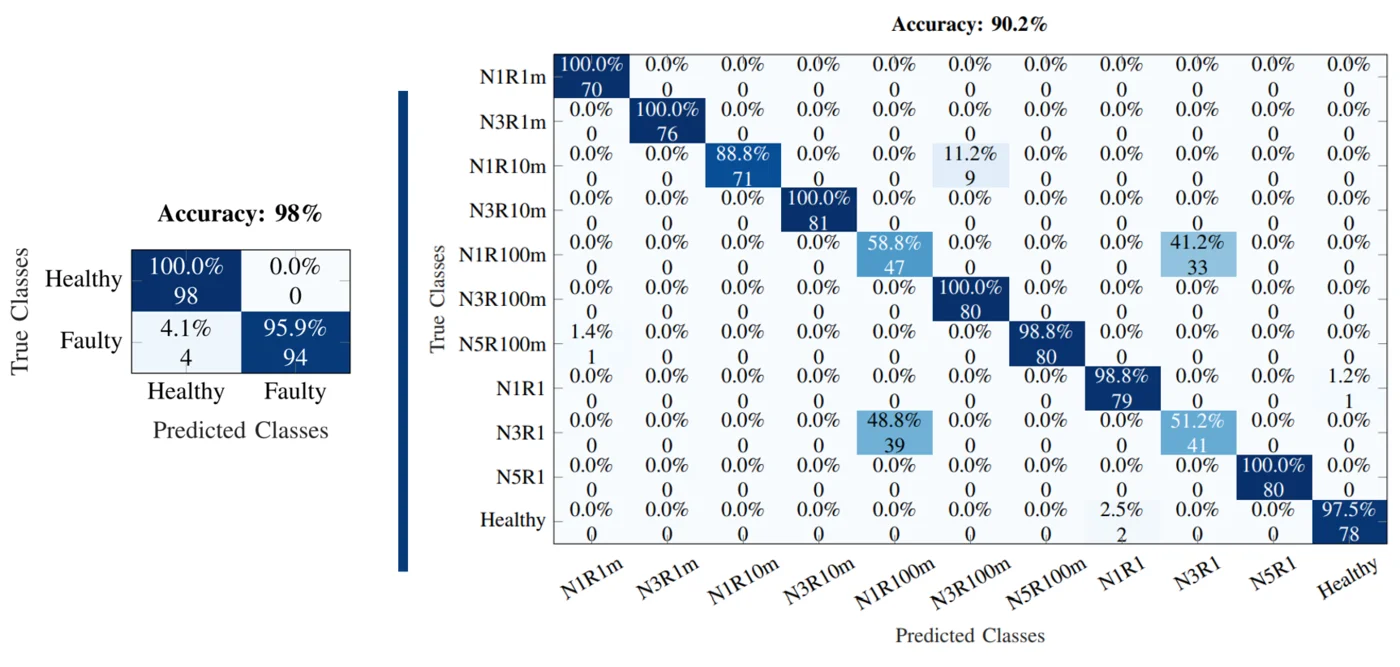 Accuracy: 98%
True Classes
Healthy 100.0% 0.0%
98 0
Faulty 4.1% 95.9%
4 94
Healthy Faulty
Predicted Classes
Accuracy: 90.2%
True Classes
N1R1m 100.0% 0.0% 0.0% 0.0% 0.0% 0.0% 0.0% 0.0% 0.0% 0.0% 0.0%
70 0 0 0 0 0 0 0 0 0 0
N3R1m 0.0% 100.0% 0.0% 0.0% 0.0% 0.0% 0.0% 0.0% 0.0% 0.0% 0.0%
0 76 0 0 0 0 0 0 0 0 0
N1R10m 0.0% 0.0% 88.8% 0.0% 0.0% 11.2% 0.0% 0.0% 0.0% 0.0% 0.0%
0 0 71 0 0 9 0 0 0 0 0
N3R10m 0.0% 0.0% 0.0% 100.0% 0.0% 0.0% 0.0% 0.0% 0.0% 0.0% 0.0%
0 0 0 81 0 0 0 0 0 0 0
N1R100m 0.0% 0.0% 0.0% 0.0% 58.8% 0.0% 0.0% 0.0% 41.2% 0.0% 0.0%
0 0 0 0 47 0 0 0 33 0 0
N3R100m 0.0% 0.0% 0.0% 0.0% 0.0% 100.0% 0.0% 0.0% 0.0% 0.0% 0.0%
0 0 0 0 0 80 0 0 0 0 0
N5R100m 1.4% 0.0% 0.0% 0.0% 0.0% 0.0% 98.8% 0.0% 0.0% 0.0% 0.0%
1 0 0 0 0 0 80 0 0 0 0
N1R1 0.0% 0.0% 0.0% 0.0% 0.0% 0.0% 0.0% 98.8% 0.0% 0.0% 1.2%
0 0 0 0 0 0 0 79 0 0 1
N3R1 0.0% 0.0% 0.0% 0.0% 48.8% 0.0% 0.0% 0.0% 51.2% 0.0% 0.0%
0 0 0 0 39 0 0 0 41 0 0
N5R1 0.0% 0.0% 0.0% 0.0% 0.0% 0.0% 0.0% 0.0% 0.0% 100.0% 0.0%
0 0 0 0 0 0 0 0 0 80 0
Healthy 0.0% 0.0% 0.0% 0.0% 0.0% 0.0% 0.0% 2.5% 0.0% 0.0% 97.5%
0 0 0 0 0 0 0 2 0 0 78
N1R1m N3R1m N1R10m N3R10m N1R100m N3R100m N5R100m N1R1 N3R1 N5R1 Healthy
Predicted Classes